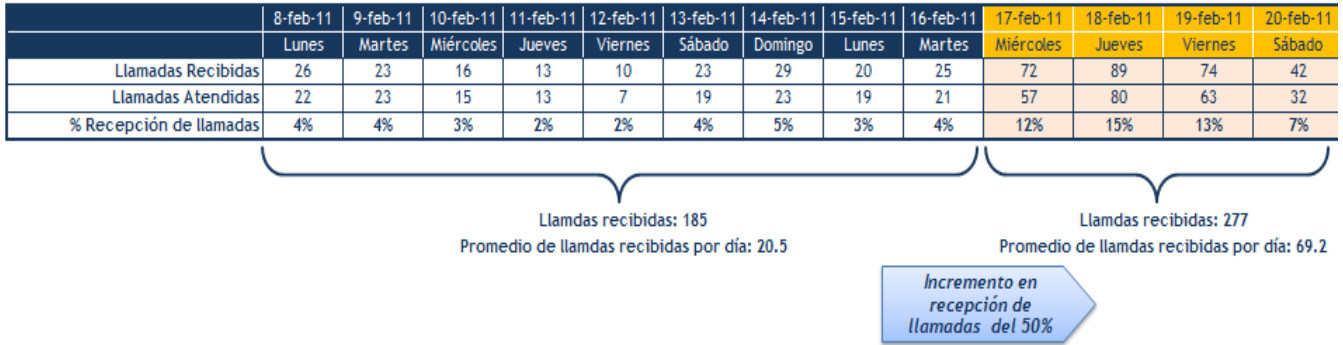 8-feb-11 9-feb-11 10-feb-11 11-feb-11 12-feb-11 13-feb-11 14-feb-11 15-feb-11 16-feb-11 17-feb-11 18-feb-11 19-feb-11 20-feb-11
Lunes Martes Miércoles Jueves Viernes Sábado Domingo Lunes Martes Miércoles Jueves Viernes Sábado
Llamadas Recibidas 26 23 16 13 10 23 29 20 25 72 89 74 42
Llamadas Atendidas 22 23 15 13 7 19 23 19 21 57 80 63 32
% Recepción de llamadas 4% 4% 3% 2% 2% 4% 5% 3% 4% 12% 15% 13% 7%
Llamdas recibidas: 185
Promedio de llamdas recibidas por día: 20.5
Llamdas recibidas: 277
Promedio de llamdas recibidas por día: 69.2
Incremento en
recepción de
llamadas del 50%